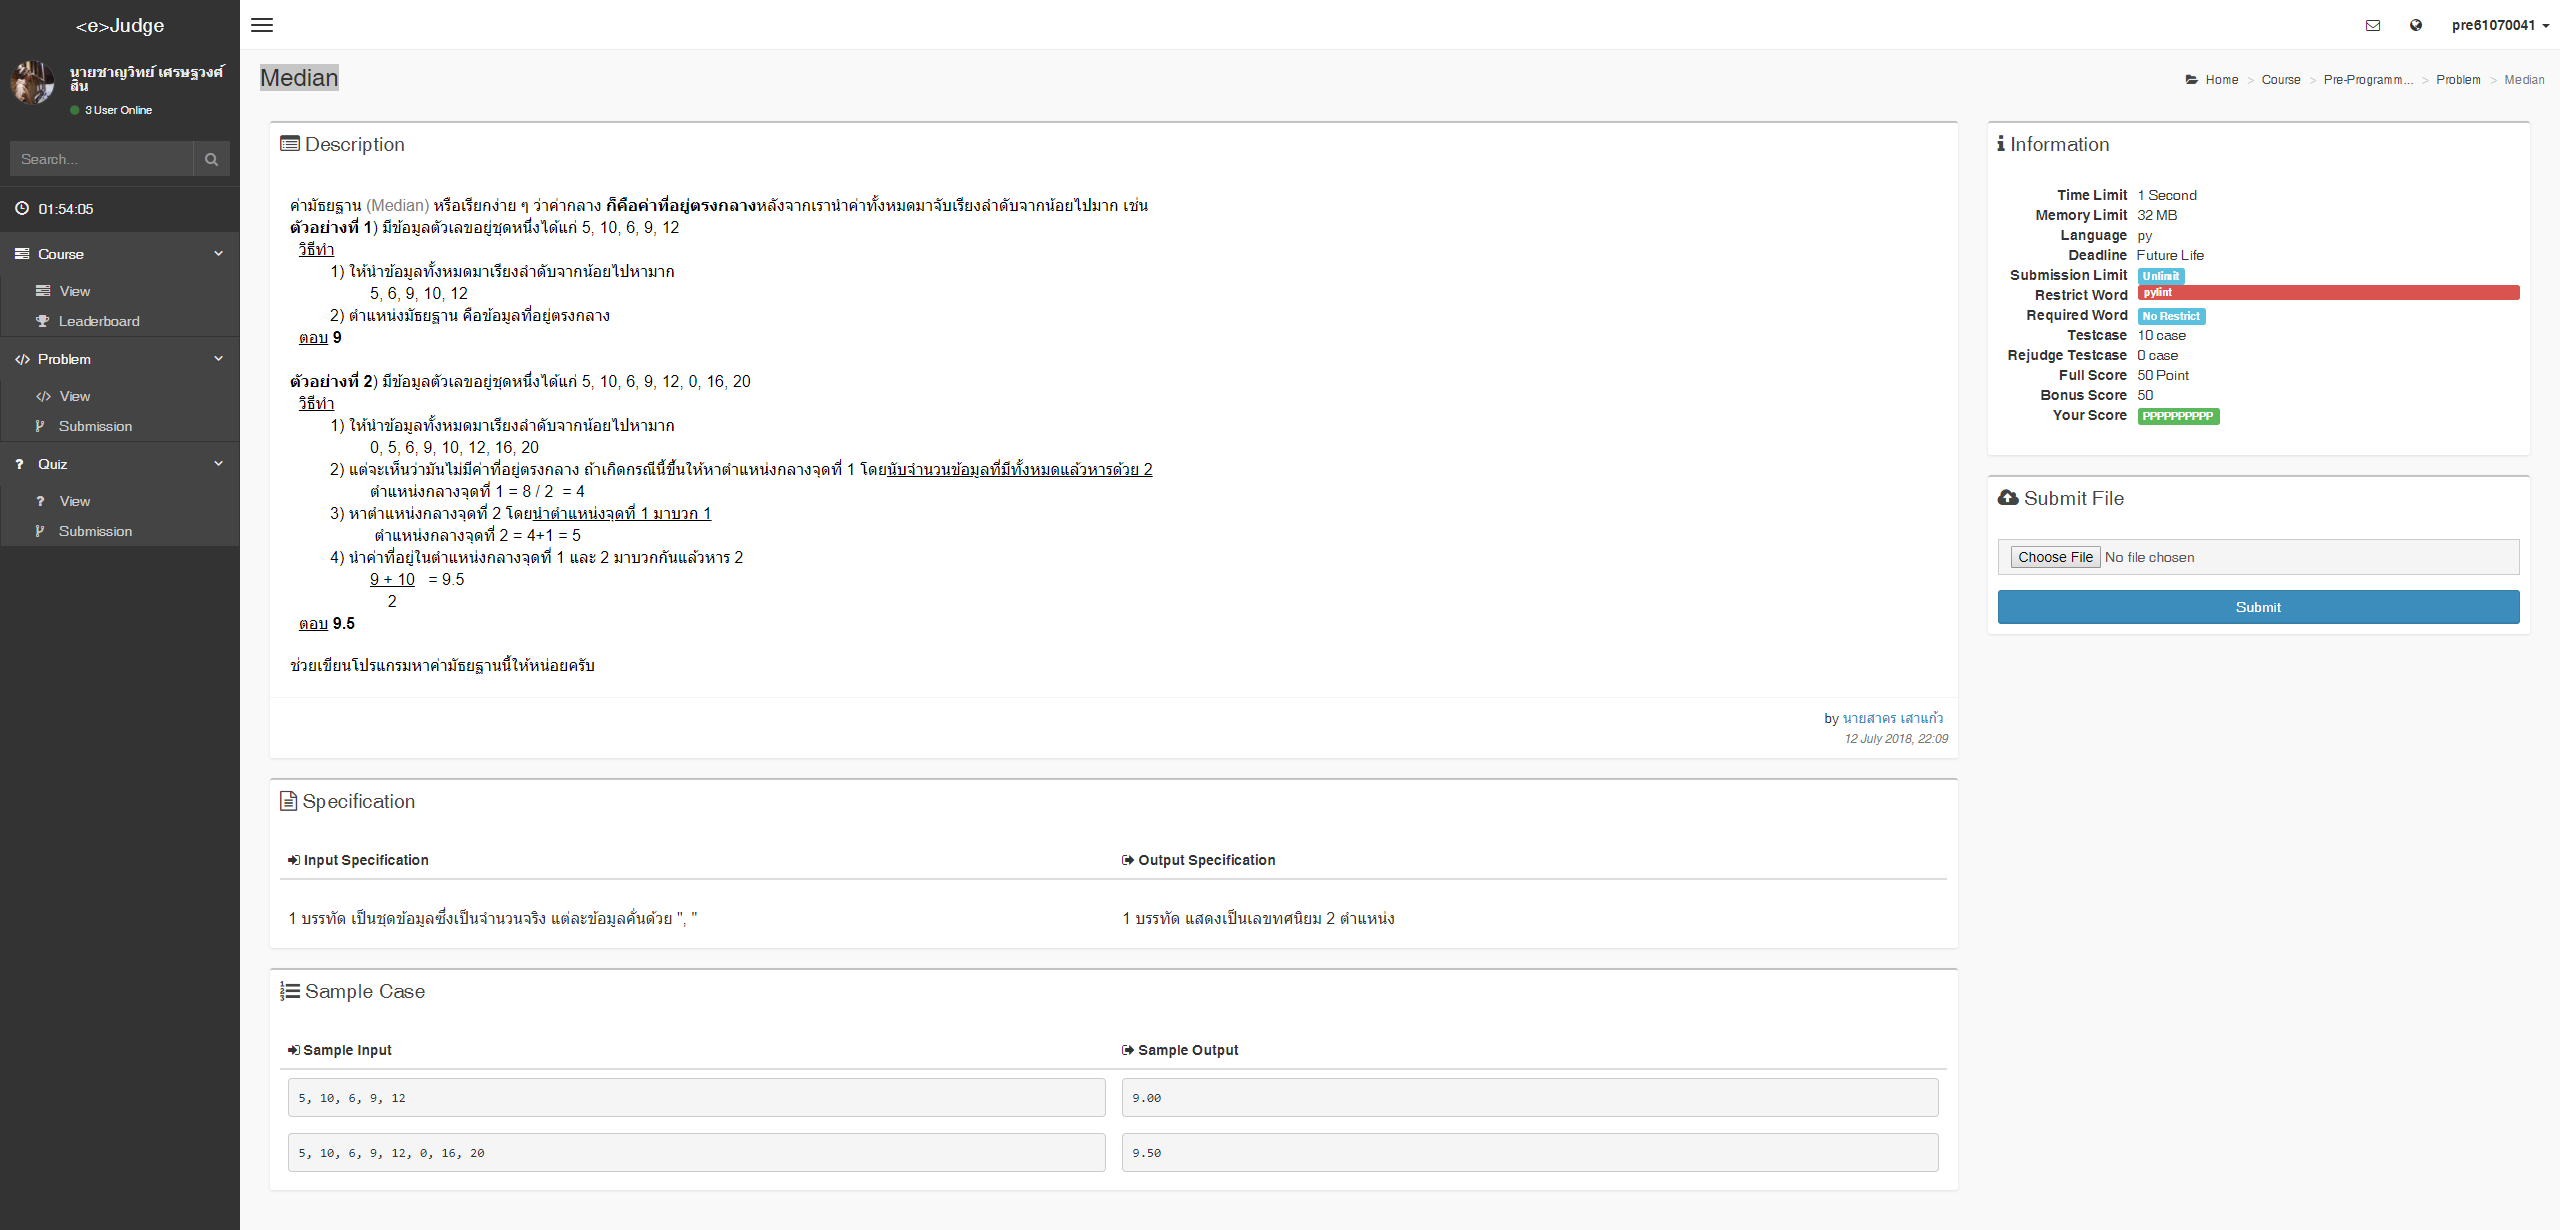 <e>Judge
pre61070041
นายชาญวิทย์ เศรษฐวงศ์
สิน
3 User Online
Search...
01:54:05
Course
View
Leaderboard
Problem
View
Submission
Quiz
View
Submission
Median
Home > Course > Pre-Programm... > Problem > Median
Description
ค่ามัธยฐาน (Median) หรือเรียกง่าย ๆ ว่าค่ากลาง ก็คือค่าที่อยู่ตรงกลางหลังจากเรานำค่าทั้งหมดมาจับเรียงลำดับจากน้อยไปมาก เช่น
ตัวอย่างที่ 1) มีข้อมูลตัวเลขอยู่ชุดหนึ่งได้แก่ 5, 10, 6, 9, 12
วิธีทำ
1) ให้นำข้อมูลทั้งหมดมาเรียงลำดับจากน้อยไปหามาก
5, 6, 9, 10, 12
2) ตำแหน่งมัธยฐาน คือข้อมูลที่อยู่ตรงกลาง
ตอบ 9
ตัวอย่างที่ 2) มีข้อมูลตัวเลขอยู่ชุดหนึ่งได้แก่ 5, 10, 6, 9, 12, 0, 16, 20
วิธีทำ
1) ให้นำข้อมูลทั้งหมดมาเรียงลำดับจากน้อยไปหามาก
0, 5, 6, 9, 10, 12, 16, 20
2) แต่จะเห็นว่ามันไม่มีค่าที่อยู่ตรงกลาง ถ้าเกิดกรณีนี้ขึ้นให้หาตำแหน่งกลางจุดที่ 1 โดยนับจำนวนข้อมูลที่มีทั้งหมดแล้วหารด้วย 2
ตำแหน่งกลางจุดที่ 1 = 8 / 2 = 4
3) หาตำแหน่งกลางจุดที่ 2 โดยนำตำแหน่งจุดที่ 1 มาบวก 1
ตำแหน่งกลางจุดที่ 2 = 4+1 = 5
4) นำค่าที่อยู่ในตำแหน่งกลางจุดที่ 1 และ 2 มาบวกกันแล้วหาร 2
9 + 10 = 9.5
2
ตอบ 9.5
ช่วยเขียนโปรแกรมหาค่ามัธยฐานนี้ให้หน่อยครับ
by นายสาคร เสาแก้ว
12 July 2018, 22:09
Specification
Input Specification
Output Specification
1 บรรทัด เป็นชุดข้อมูลซึ่งเป็นจำนวนจริง แต่ละข้อมูลคั่นด้วย ", "
1 บรรทัด แสดงเป็นเลขทศนิยม 2 ตำแหน่ง
Sample Case
Sample Input
Sample Output
5, 10, 6, 9, 12
9.00
5, 10, 6, 9, 12, 0, 16, 20
9.50
Information
Time Limit 1 Second
Memory Limit 32 MB
Language py
Deadline Future Life
Submission Limit Unlimit
Restrict Word pylint
Required Word No Restrict
Testcase 10 case
Rejudge Testcase 0 case
Full Score 50 Point
Bonus Score 50
Your Score PPPPPPPPPP
Submit File
Choose File No file chosen
Submit